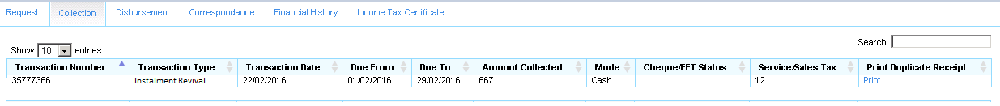 Request Collection Disbursement Correspondance Financial History Income Tax Certificate
Search:
Show 10 entries
Transaction Number Transaction Type Transaction Date Due From Due To Amount Collected Mode Cheque/EFT Status Service/Sales Tax Print Duplicate Receipt
35777366 Instalment Revival 22/02/2016 01/02/2016 29/02/2016 667 Cash 12 Print